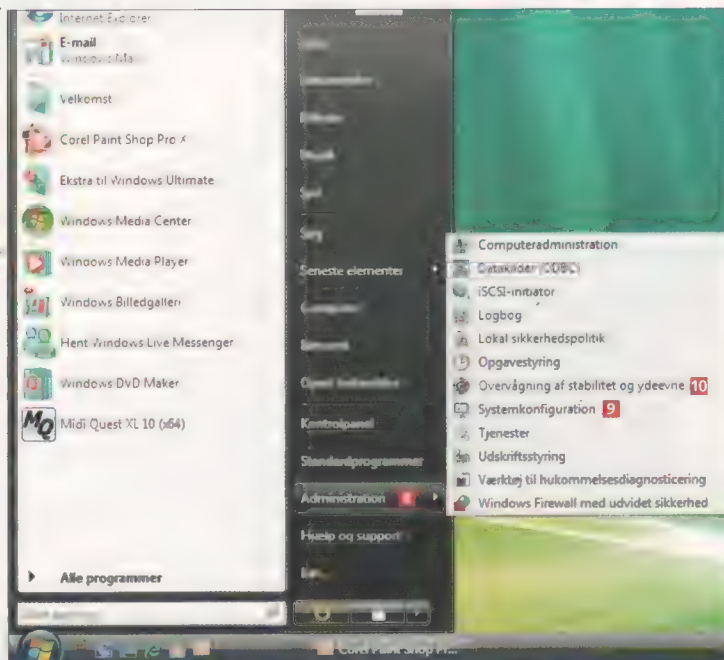 Internet Explorer
E-mail
Windows Mail
Velkomst
Corel Paint Shop Pro X
Ekstra til Windows Ultimate
Windows Media Center
Windows Media Player
Windows Billedgalleri
Hent Windows Live Messenger
Windows DVD Maker
MQ Midi Quest XL 10 (x64)
Alle programmer
Seneste elementer
Kontrolpanel
Standardprogrammer
Administration
Hjælp og support
Computeradministration
Datakilder (ODBC)
iSCSI-initiator
Logbog
Lokal sikkerhedspolitik
Opgavestyring
Overvågning af stabilitet og ydeevne 10
Systemkonfiguration 9
Tjenester
Udskriftsstyring
Værktøj til hukommelsesdiagnosticering
Windows Firewall med udvidet sikkerhed
Corel Paint Shop Pr...